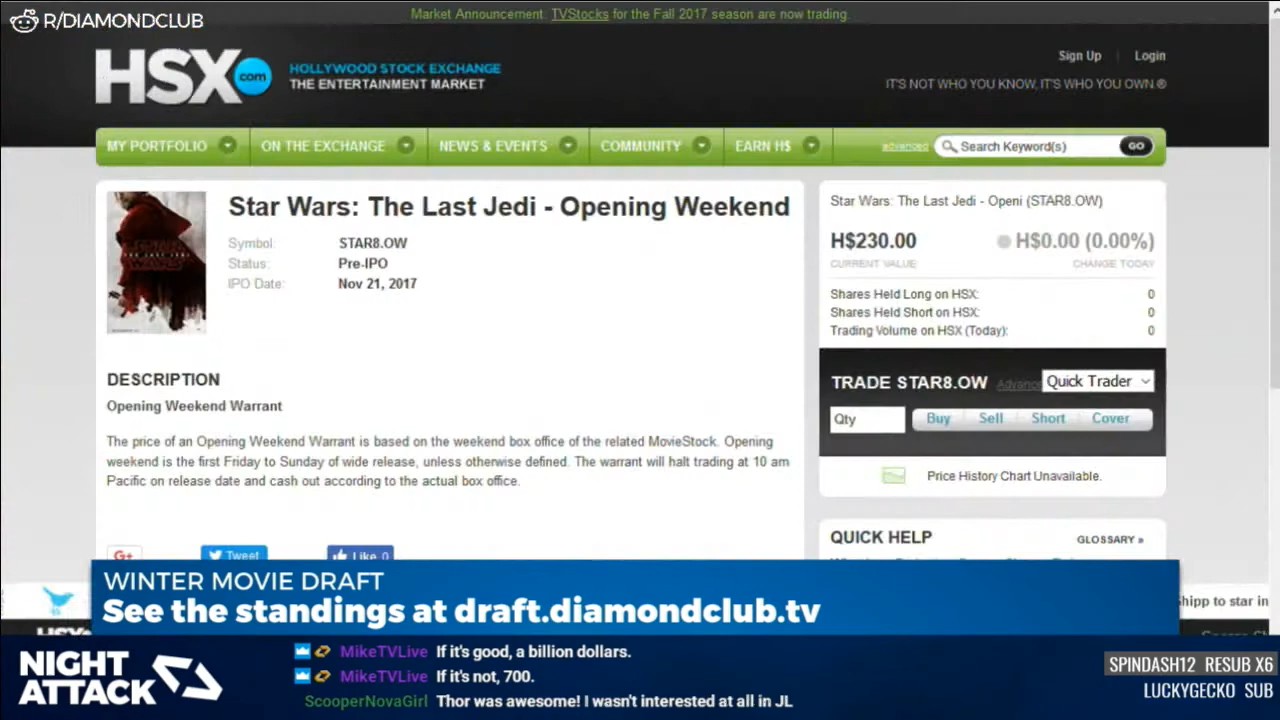 R/DIAMONDCLUB
Market Announcement: TVStocks for the Fall 2017 season are now trading.
HSX.com
HOLLYWOOD STOCK EXCHANGE
THE ENTERTAINMENT MARKET
Sign Up | Login
IT'S NOT WHO YOU KNOW, IT'S WHO YOU OWN.®
MY PORTFOLIO
ON THE EXCHANGE
NEWS & EVENTS
COMMUNITY
EARN H$
advanced
Search Keyword(s)
GO
Star Wars: The Last Jedi - Opening Weekend
Symbol: STAR8.OW
Status: Pre-IPO
IPO Date: Nov 21, 2017
DESCRIPTION
Opening Weekend Warrant
The price of an Opening Weekend Warrant is based on the weekend box office of the related MovieStock. Opening
weekend is the first Friday to Sunday of wide release, unless otherwise defined. The warrant will halt trading at 10 am
Pacific on release date and cash out according to the actual box office.
G+
Tweet
Like 0
Star Wars: The Last Jedi - Openi (STAR8.OW)
H$230.00
H$0.00 (0.00%)
CURRENT VALUE
CHANGE TODAY
Shares Held Long on HSX: 0
Shares Held Short on HSX: 0
Trading Volume on HSX (Today): 0
TRADE STAR8.OW
Quick Trader
Qty
Buy
Sell
Short
Cover
Price History Chart Unavailable.
QUICK HELP
GLOSSARY »
to star in
WINTER MOVIE DRAFT
See the standings at draft.diamondclub.tv
NIGHT
ATTACK
MikeTVLive If it's good, a billion dollars.
MikeTVLive If it's not, 700.
ScooperNovaGirl Thor was awesome! I wasn't interested at all in JL
SPINDASH12 RESUB X6
LUCKYGECKO SUB